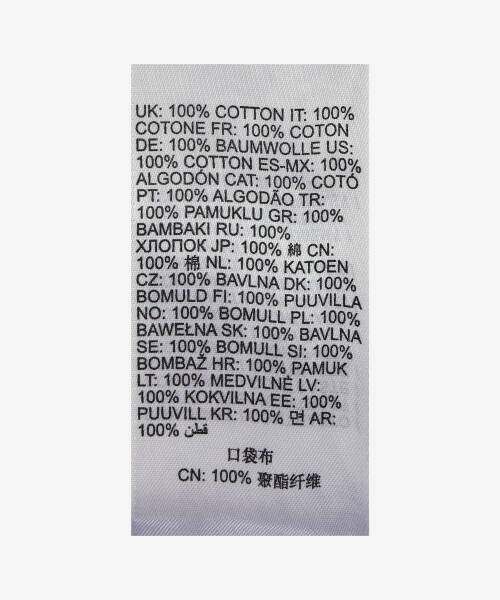 UK: 100% COTTON IT: 100%
COTONE FR: 100% COTON
DE: 100% BAUMWOLLE US:
100% COTTON ES-MX: 100%
ALGODÓN CAT: 100% COTÓ
PT: 100% ALGODÃO TR:
100% PAMUKLU GR: 100%
BAMBAKI RU: 100%
ХЛОПОК JP: 100% 綿 CN:
100% 棉 NL: 100% KATOEN
CZ: 100% BAVLNA DK: 100%
BOMULD FI: 100% PUUVILLA
NO: 100% BOMULL PL: 100%
BAWEŁNA SK: 100% BAVLNA
SE: 100% BOMULL SI: 100%
BOMBAŽ HR: 100% PAMUK
LT: 100% MEDVILNĖ LV:
100% KOKVILNA EE: 100%
PUUVILL KR: 100% 면 AR:
100% قطن
口袋布
CN: 100% 聚酯纤维